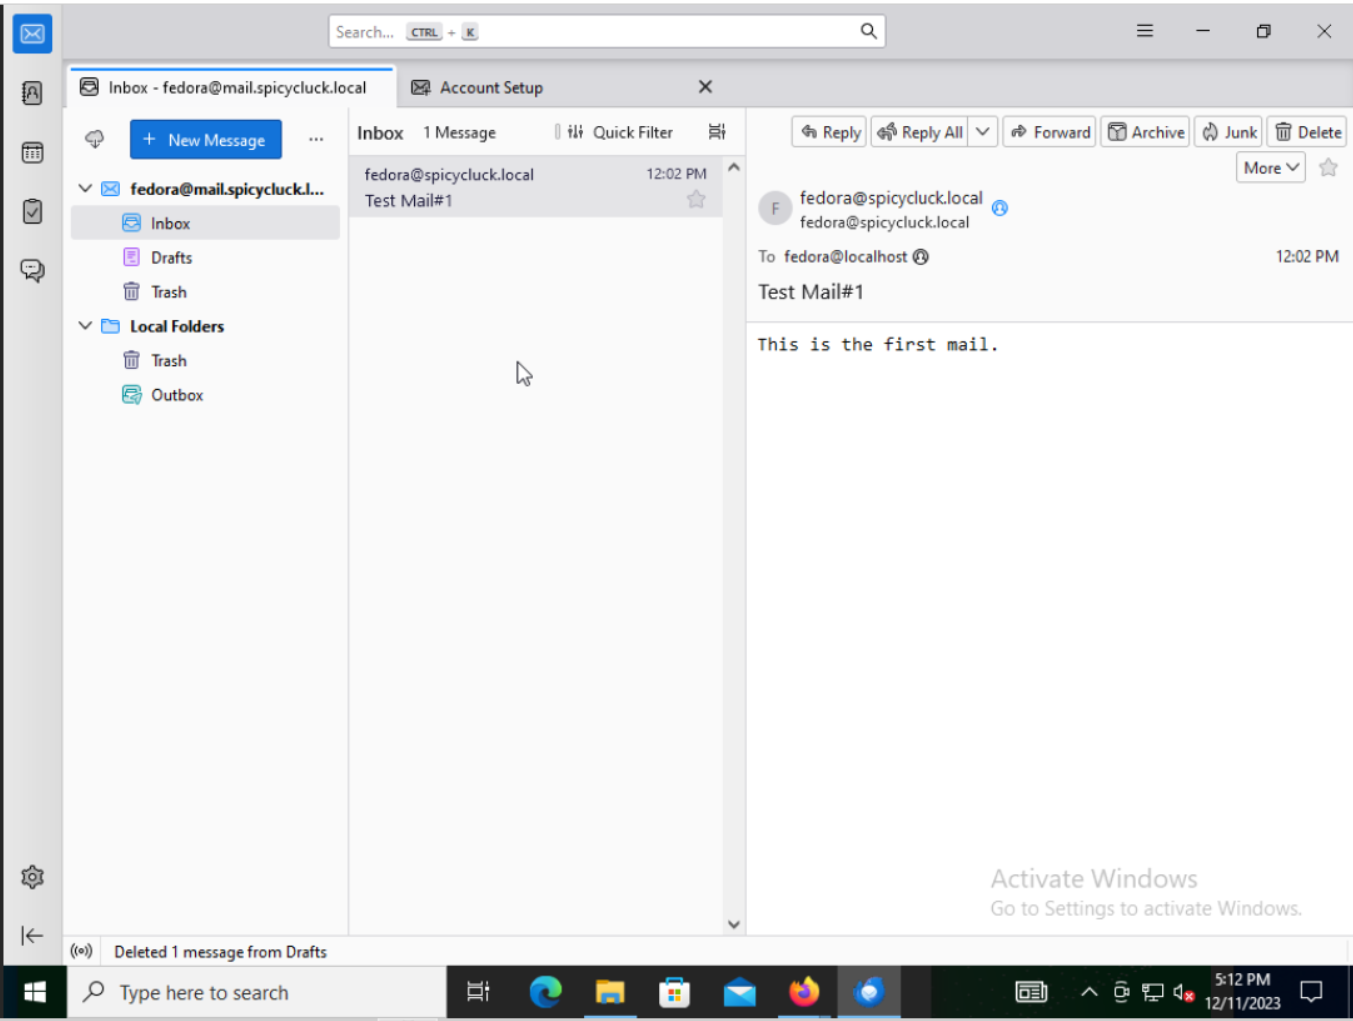 Search... CTRL + K
Inbox - fedora@mail.spicycluck.local
Account Setup
+ New Message
fedora@mail.spicycluck.l...
Inbox
Drafts
Trash
Local Folders
Trash
Outbox
Inbox 1 Message
Quick Filter
fedora@spicycluck.local 12:02 PM
Test Mail#1
Reply Reply All Forward Archive Junk Delete
More
F
fedora@spicycluck.local
fedora@spicycluck.local
To fedora@localhost 12:02 PM
Test Mail#1
This is the first mail.
Activate Windows
Go to Settings to activate Windows.
Deleted 1 message from Drafts
Type here to search
5:12 PM
12/11/2023